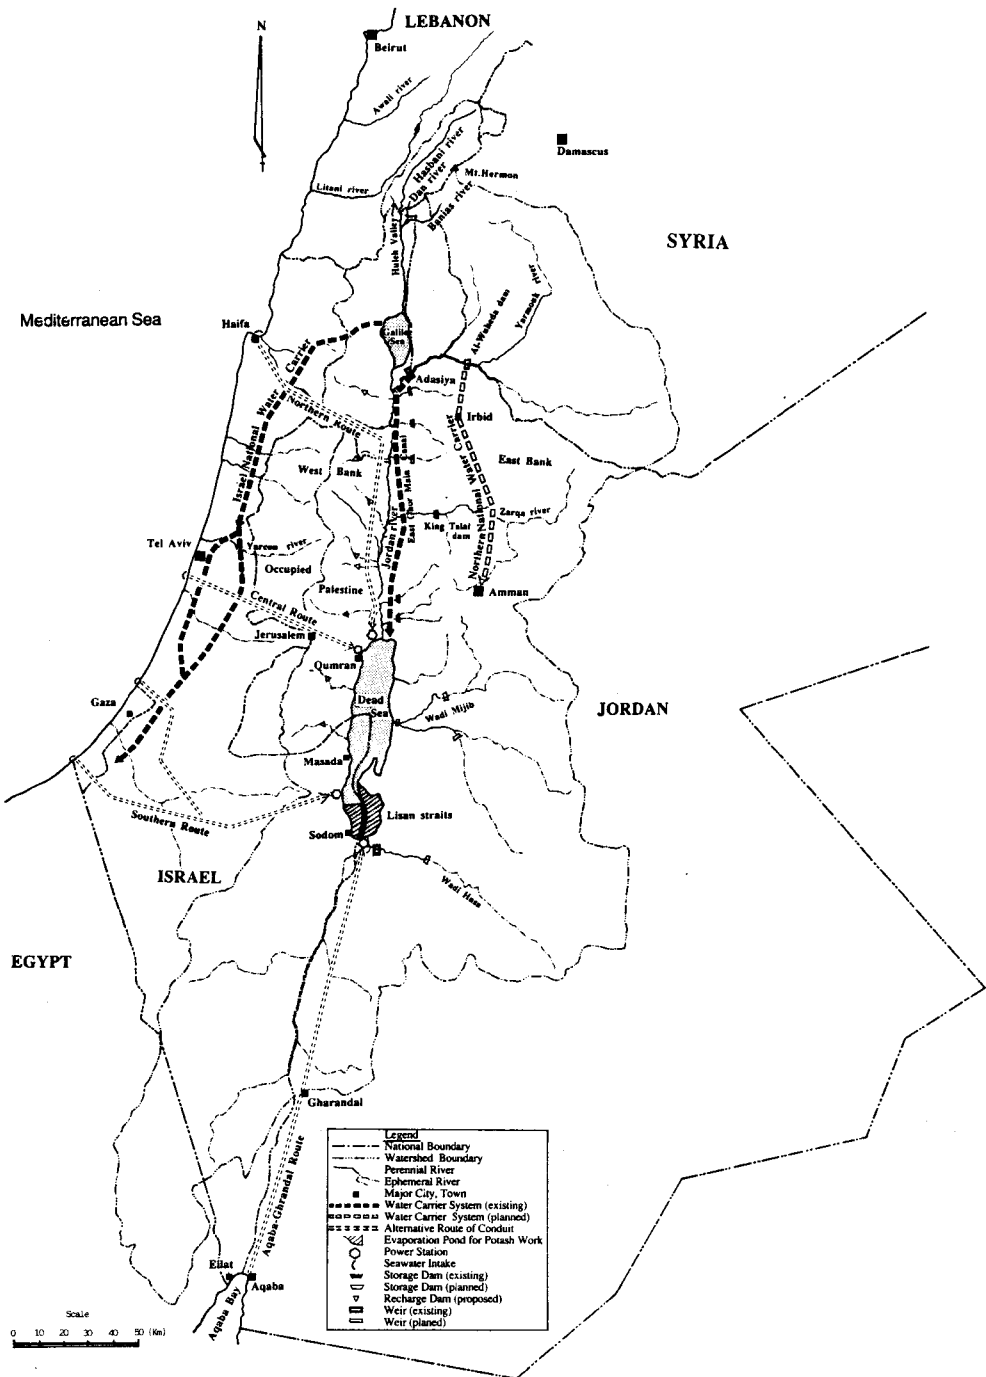 LEBANON
N
Beirut
Awali river
Damascus
Hasbani river
Dan river
Mt.Hermon
Litani river
Banias river
SYRIA
Huleh Valley
Mediterranean Sea
Yarmouk river
Al-Waheda dam
Haifa
Galilee Sea
Adasiya
Israel National Water Carrier
Northern Route
Irbid
West Bank
East Bank
East Ghor Main Canal
Jordan river
Northern National Water Carrier
King Talal dam
Zarqa river
Tel Aviv
Yarcon river
Occupied
Palestine
Amman
Central Route
Jerusalem
Qumran
Dead Sea
Wadi Mijib
JORDAN
Gaza
Masada
Southern Route
Lisan straits
Sodom
ISRAEL
Wadi Hasa
EGYPT
Gharandal
Aqaba-Ghrandal Route
Legend
National Boundary
Watershed Boundary
Perennial River
Ephemeral River
Major City, Town
Water Carrier System (existing)
Water Carrier System (planned)
Alternative Route of Conduit
Evaporation Pond for Potash Work
Power Station
Seawater Intake
Storage Dam (existing)
Storage Dam (planned)
Recharge Dam (proposed)
Weir (existing)
Weir (planed)
Eilat
Aqaba
Aqaba Bay
Scale
0 10 20 30 40 50 (Km)